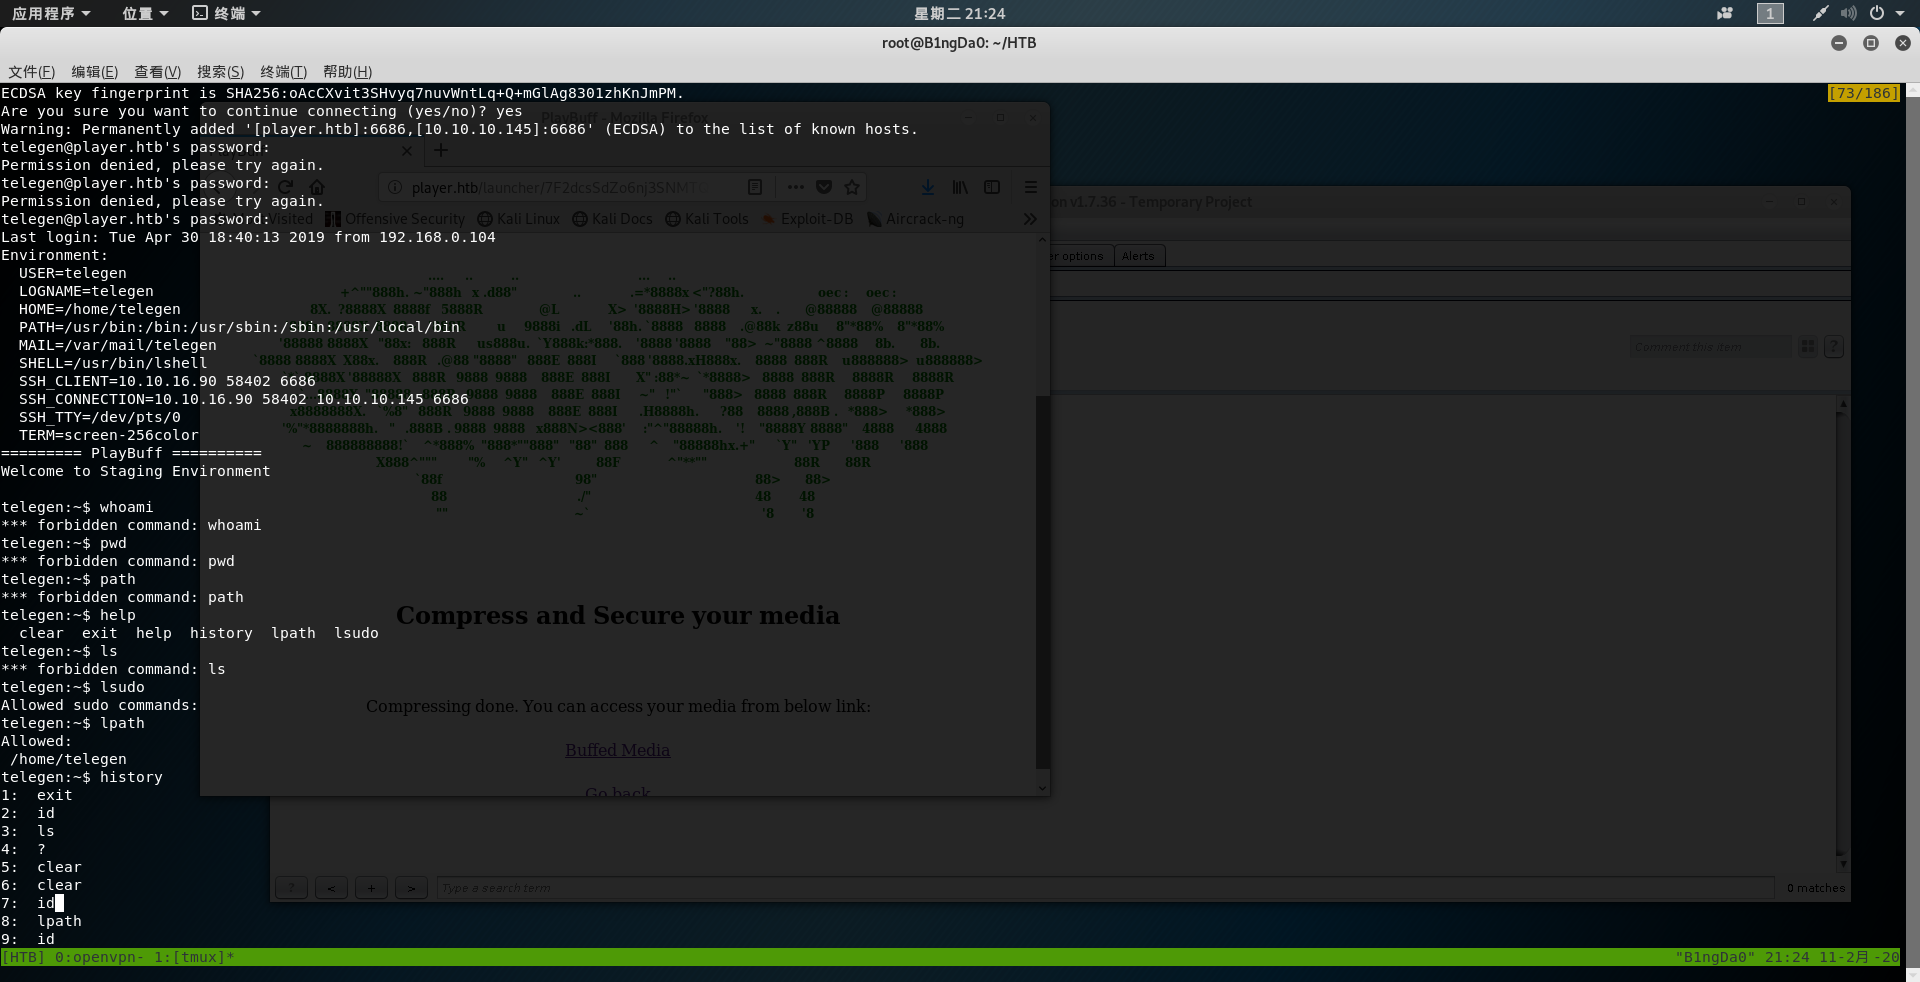 应用程序 位置 终端 星期二 21:24 1
root@B1ngDa0: ~/HTB
文件(F) 编辑(E) 查看(V) 搜索(S) 终端(T) 帮助(H)
ECDSA key fingerprint is SHA256:oAcCXvit3SHvyq7nuvWntLq+Q+mGlAg8301zhKnJmPM. [73/186]
Are you sure you want to continue connecting (yes/no)? yes
Warning: Permanently added '[player.htb]:6686,[10.10.10.145]:6686' (ECDSA) to the list of known hosts.
telegen@player.htb's password:
Permission denied, please try again.
telegen@player.htb's password:
Permission denied, please try again.
telegen@player.htb's password:
Last login: Tue Apr 30 18:40:13 2019 from 192.168.0.104
Environment:
USER=telegen
LOGNAME=telegen
HOME=/home/telegen
PATH=/usr/bin:/bin:/usr/sbin:/sbin:/usr/local/bin
MAIL=/var/mail/telegen
SHELL=/usr/bin/lshell
SSH_CLIENT=10.10.16.90 58402 6686
SSH_CONNECTION=10.10.16.90 58402 10.10.10.145 6686
SSH_TTY=/dev/pts/0
TERM=screen-256color
========= PlayBuff ==========
Welcome to Staging Environment
telegen:~$ whoami
*** forbidden command: whoami
telegen:~$ pwd
*** forbidden command: pwd
telegen:~$ path
*** forbidden command: path
telegen:~$ help
clear exit help history lpath lsudo
telegen:~$ ls
*** forbidden command: ls
telegen:~$ lsudo
Allowed sudo commands:
telegen:~$ lpath
Allowed:
/home/telegen
telegen:~$ history
1: exit
2: id
3: ls
4: ?
5: clear
6: clear
7: id
8: lpath
9: id
[HTB] 0:openvpn- 1:[tmux]* "B1ngDa0" 21:24 11-2月 -20
PlayBuff - Mozilla Firefox
player.htb/launcher/
Visited Offensive Security Kali Linux Kali Docs Kali Tools Exploit-DB Aircrack-ng
Compress and Secure your media
Compressing done. You can access your media from below link:
Buffed Media
Go back
v1.7.36 - Temporary Project
options Alerts
Comment this item ?
? < + > Type a search term 0 matches